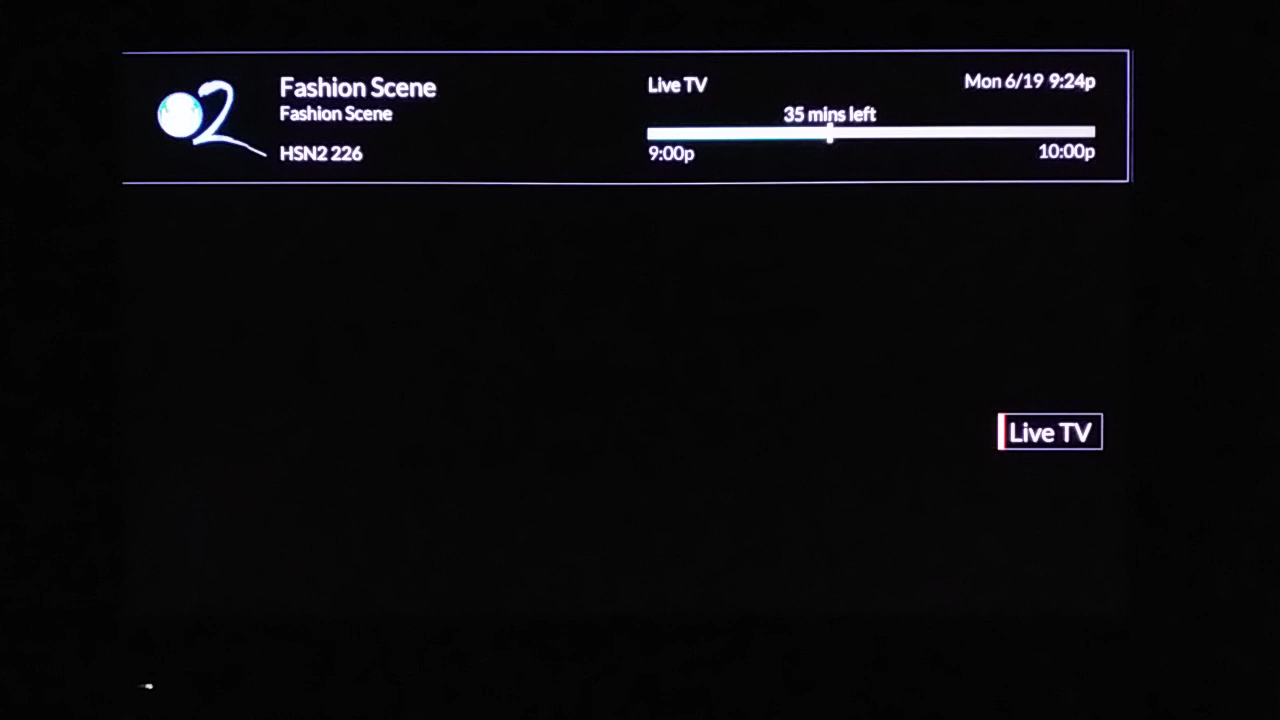 Fashion Scene
Fashion Scene
HSN2 226
Live TV
Mon 6/19 9:24p
35 mins left
9:00p
10:00p
Live TV